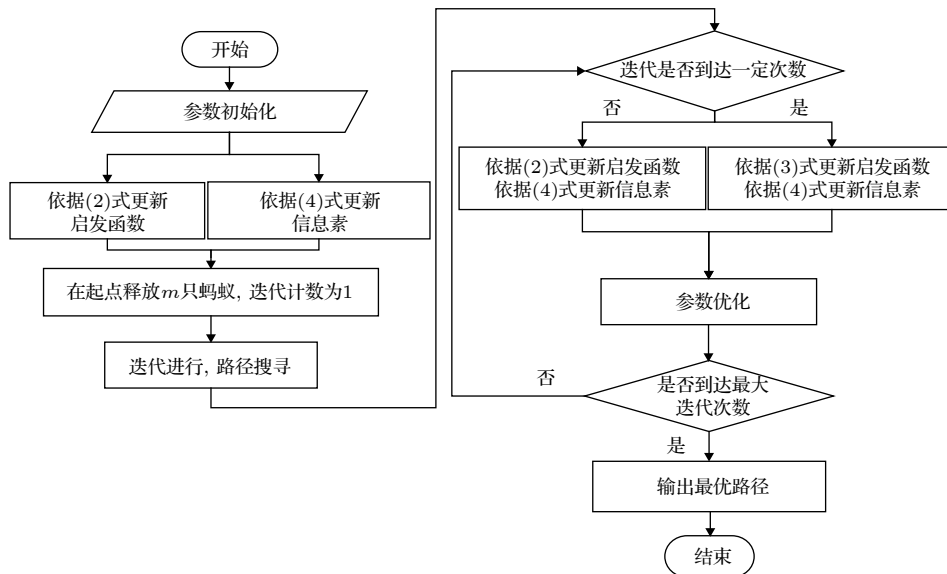 开始
参数初始化
依据(2)式更新
启发函数
依据(4)式更新
信息素
在起点释放m只蚂蚁, 迭代计数为1
迭代进行, 路径搜寻
迭代是否到达一定次数
否
是
依据(2)式更新启发函数
依据(4)式更新信息素
依据(3)式更新启发函数
依据(4)式更新信息素
参数优化
否
是否到达最大
迭代次数
是
输出最优路径
结束